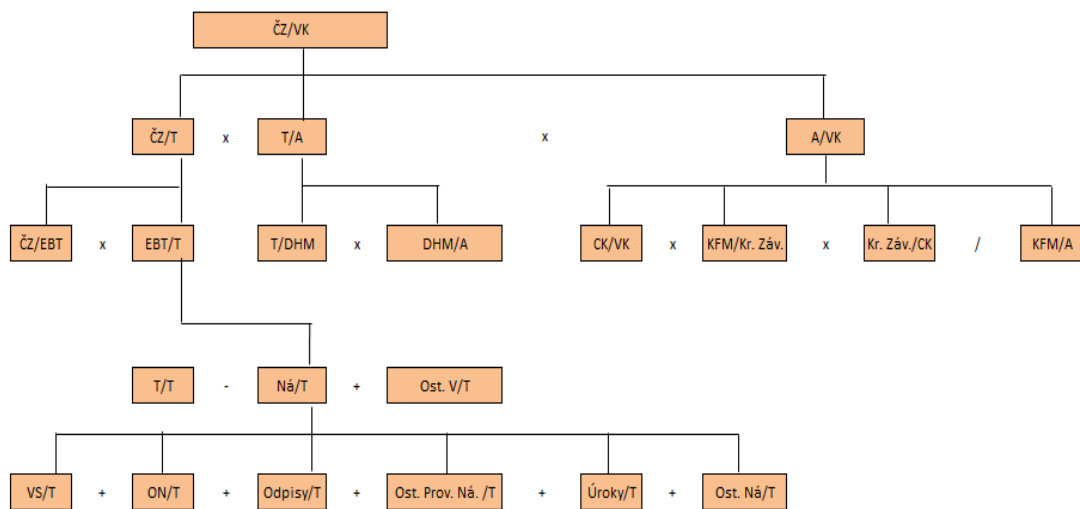 ČZ/VK
ČZ/T x T/A x A/VK
ČZ/EBT x EBT/T T/DHM x DHM/A CK/VK x KFM/Kr. Záv. x Kr. Záv./CK / KFM/A
T/T - Ná/T + Ost. V/T
VS/T + ON/T + Odpisy/T + Ost. Prov. Ná. /T + Úroky/T + Ost. Ná/T